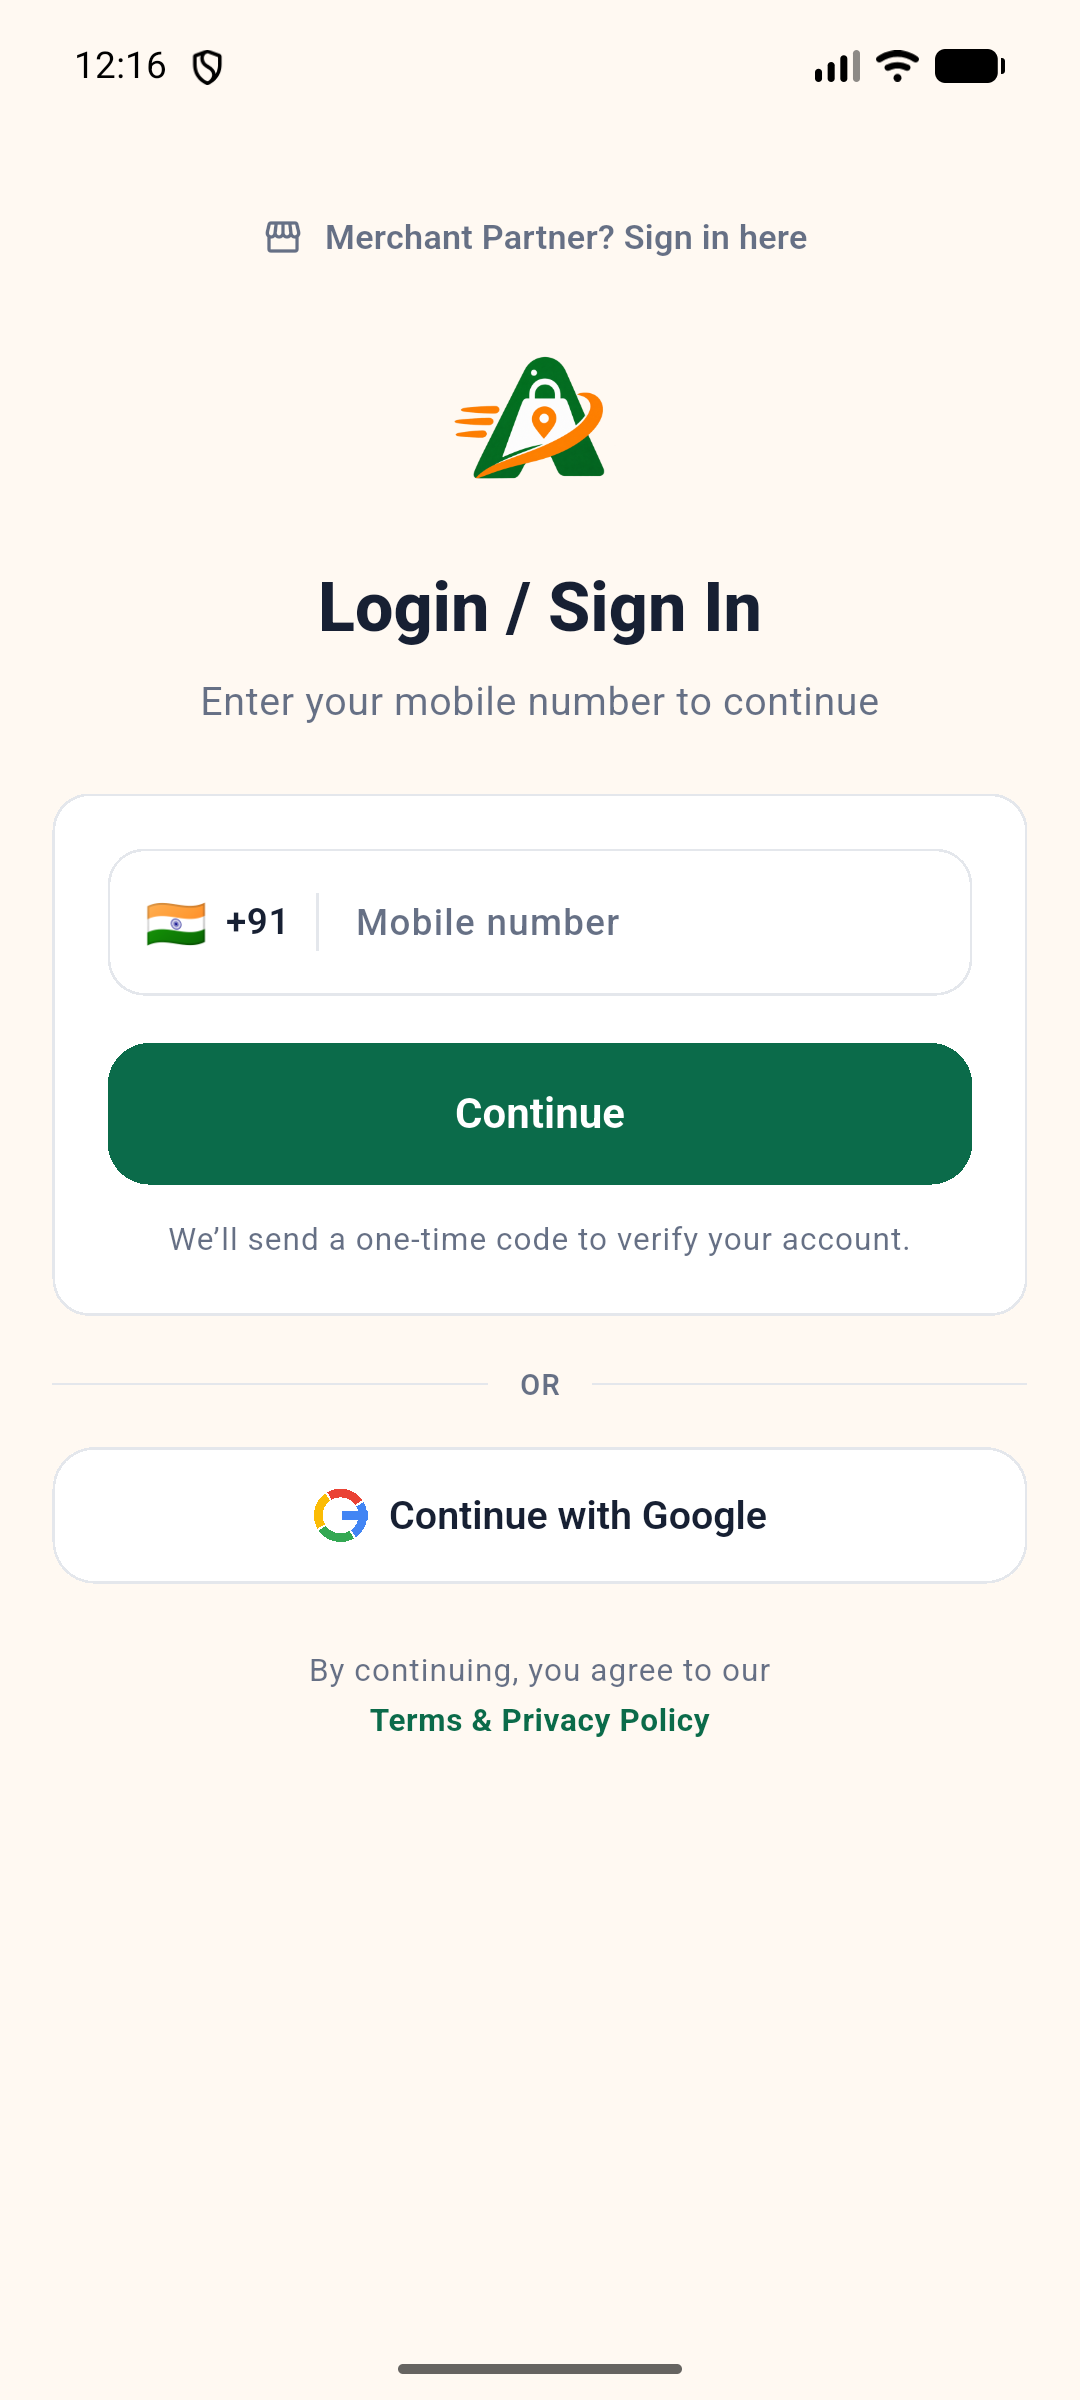 12:16
Merchant Partner? Sign in here
Login / Sign In
Enter your mobile number to continue
+91 Mobile number
Continue
We’ll send a one-time code to verify your account.
OR
Continue with Google
By continuing, you agree to our
Terms & Privacy Policy